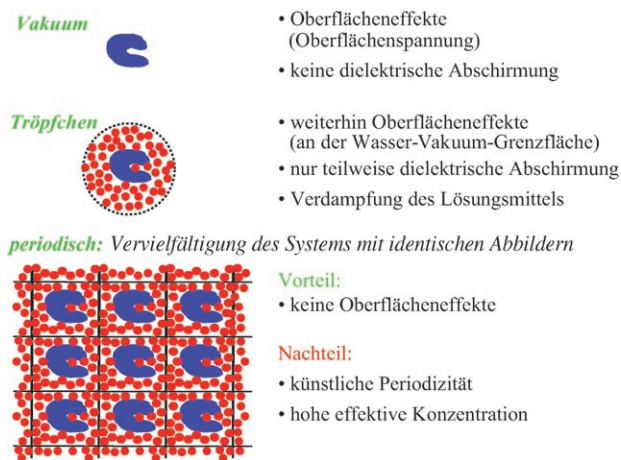 Vakuum
• Oberflächeneffekte
(Oberflächenspannung)
• keine dielektrische Abschirmung
Tröpfchen
• weiterhin Oberflächeneffekte
(an der Wasser-Vakuum-Grenzfläche)
• nur teilweise dielektrische Abschirmung
• Verdampfung des Lösungsmittels
periodisch: Vervielfältigung des Systems mit identischen Abbildern
Vorteil:
• keine Oberflächeneffekte
Nachteil:
• künstliche Periodizität
• hohe effektive Konzentration